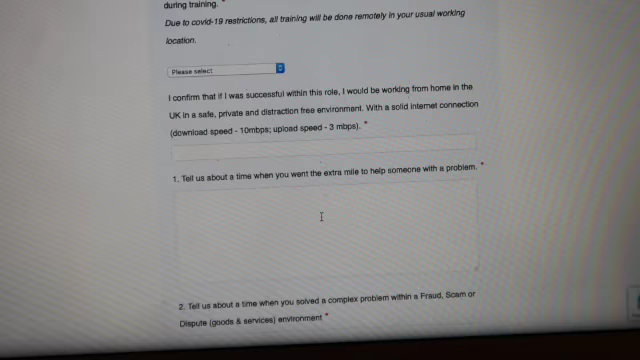 during training. *
Due to covid-19 restrictions, all training will be done remotely in your usual working
location.
Please select
I confirm that if I was successful within this role, I would be working from home in the
UK in a safe, private and distraction free environment. With a solid internet connection
(download speed - 10mbps; upload speed - 3 mbps). *
1. Tell us about a time when you went the extra mile to help someone with a problem. *
2. Tell us about a time when you solved a complex problem within a Fraud, Scam or
Dispute (goods & services) environment *